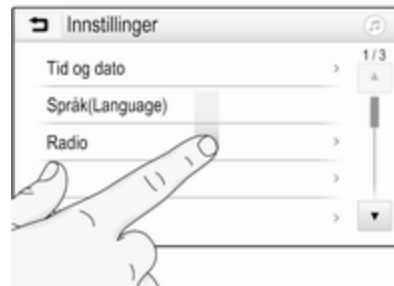 Innstillinger
1/3
Tid og dato
Språk(Language)
Radio